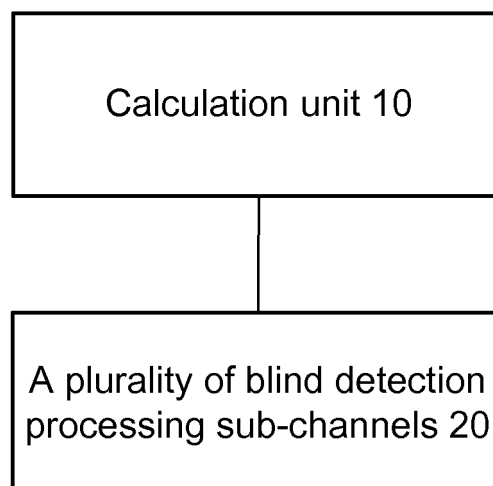 Calculation unit 10
A plurality of blind detection
processing sub-channels 20